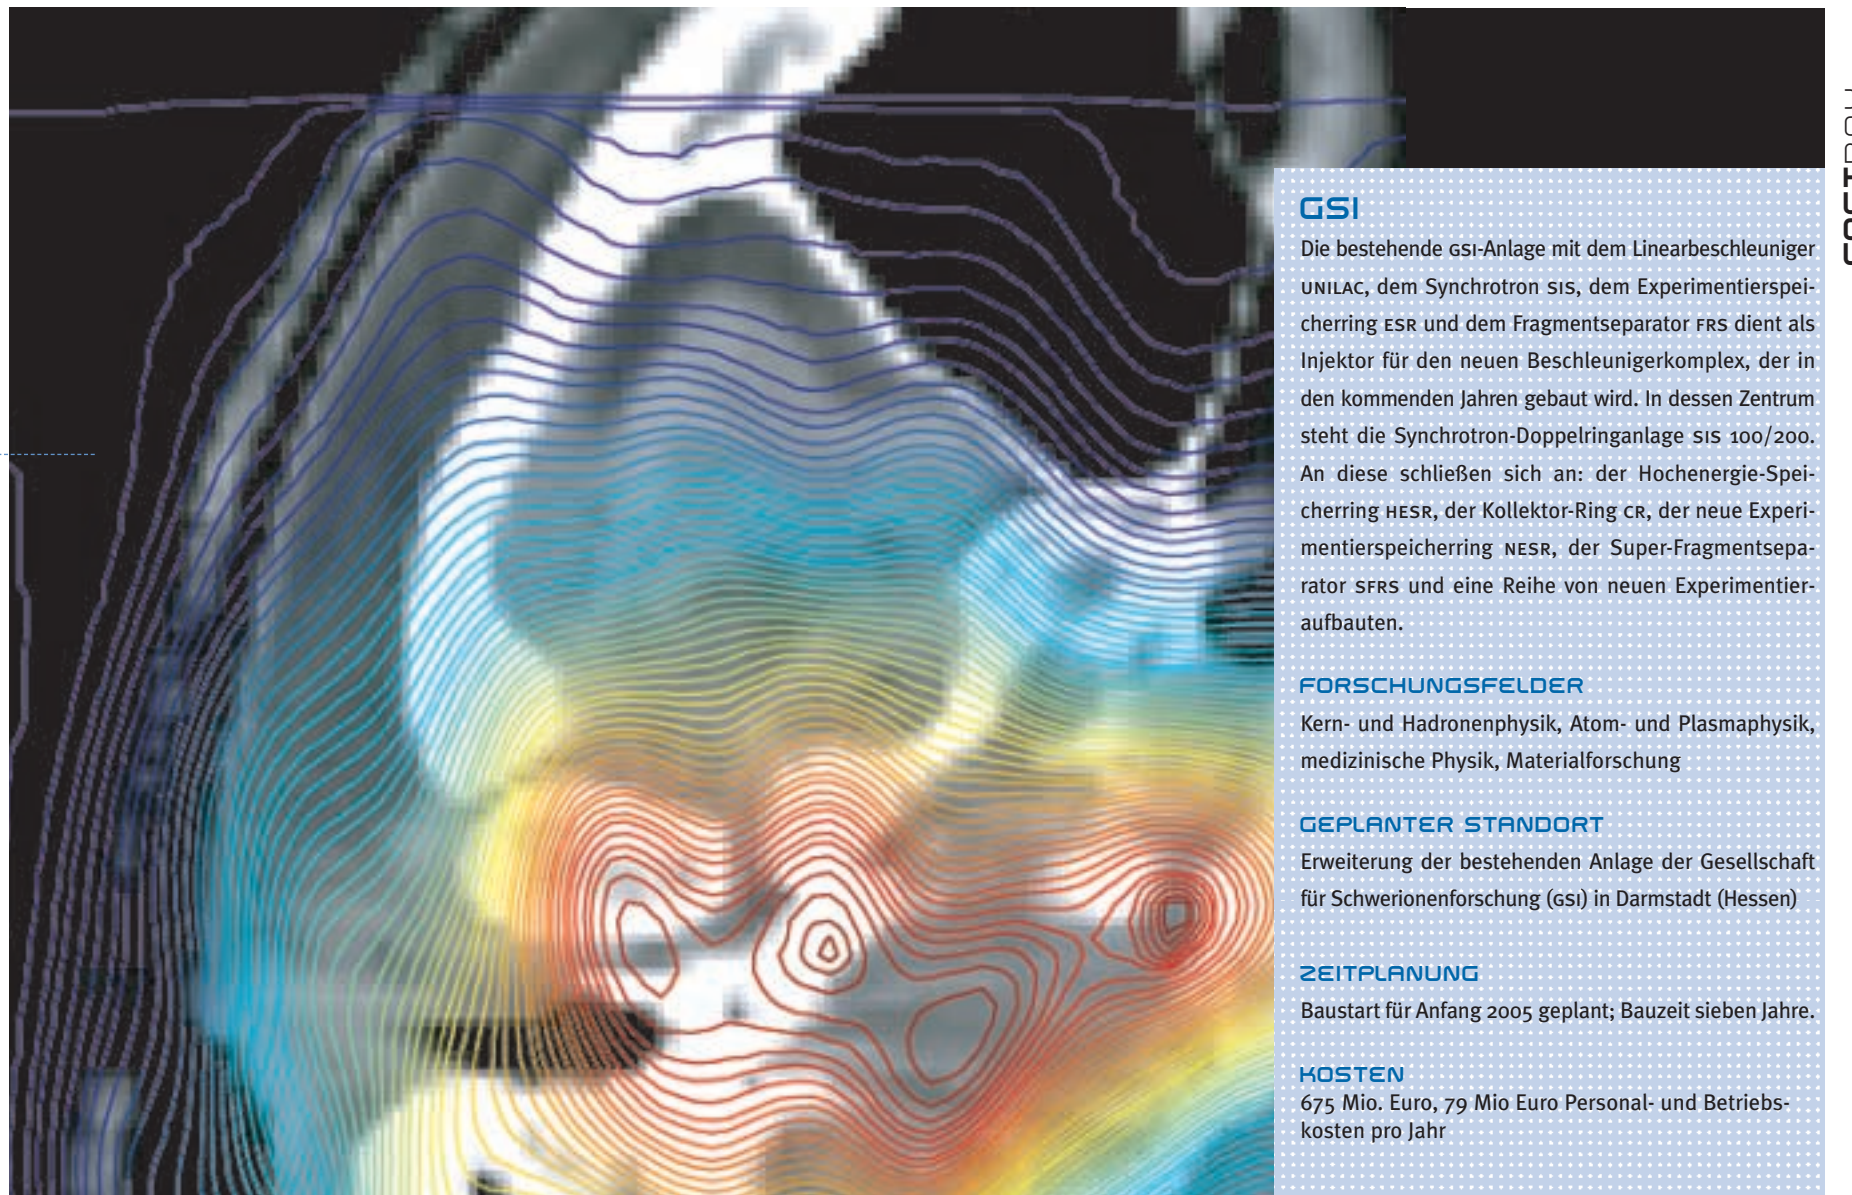 GSI
Die bestehende GSI-Anlage mit dem Linearbeschleuniger
UNILAC, dem Synchrotron SIS, dem Experimentierspei-
cherring ESR und dem Fragmentseparator FRS dient als
Injektor für den neuen Beschleunigerkomplex, der in
den kommenden Jahren gebaut wird. In dessen Zentrum
steht die Synchrotron-Doppelringanlage SIS 100/200.
An diese schließen sich an: der Hochenergie-Spei-
cherring HESR, der Kollektor-Ring CR, der neue Experi-
mentierspeicherring NESR, der Super-Fragmentsepa-
rator SFRS und eine Reihe von neuen Experimentier-
aufbauten.
FORSCHUNGSFELDER
Kern- und Hadronenphysik, Atom- und Plasmaphysik,
medizinische Physik, Materialforschung
GEPLANTER STANDORT
Erweiterung der bestehenden Anlage der Gesellschaft
für Schwerionenforschung (GSI) in Darmstadt (Hessen)
ZEITPLANUNG
Baustart für Anfang 2005 geplant; Bauzeit sieben Jahre.
KOSTEN
675 Mio. Euro, 79 Mio Euro Personal- und Betriebs-
kosten pro Jahr